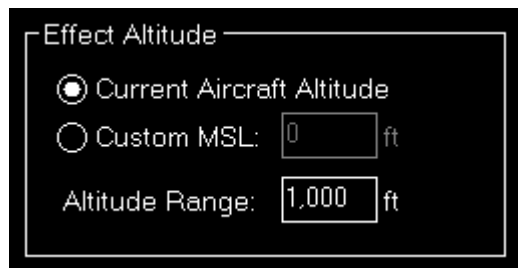 Effect Altitude
Current Aircraft Altitude
Custom MSL: 0 ft
Altitude Range: 1,000 ft